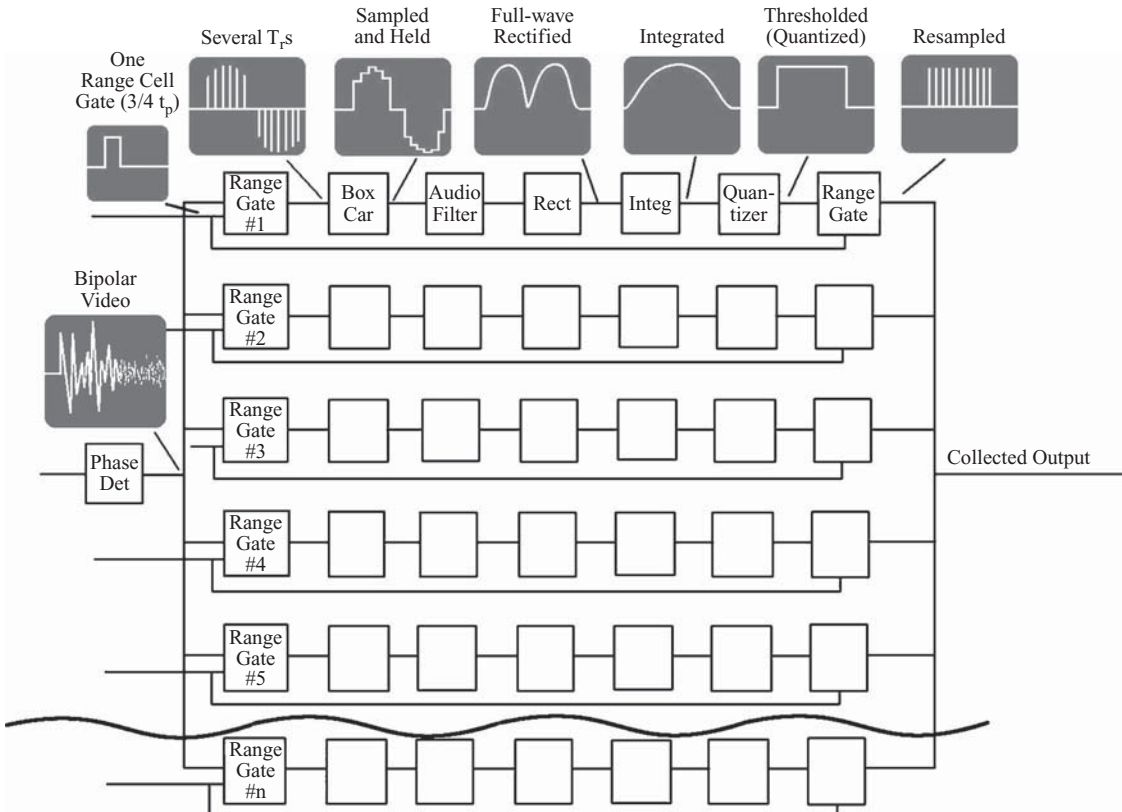 Several Trs
Sampled
and Held
Full-wave
Rectified
Integrated
Thresholded
(Quantized)
Resampled
One
Range Cell
Gate (3/4 tp)
Range
Gate
#1
Box
Car
Audio
Filter
Rect
Integ
Quan-
tizer
Range
Gate
Bipolar
Video
Range
Gate
#2
Range
Gate
#3
Phase
Det
Collected Output
Range
Gate
#4
Range
Gate
#5
Range
Gate
#n